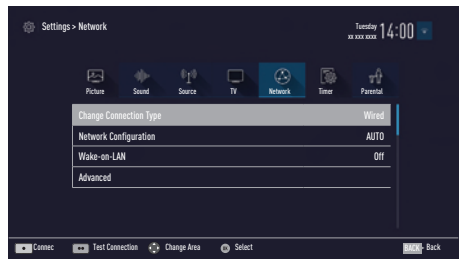 Settings > Network
Tuesday
xx xxx xxxx 14:00
Picture Sound Source TV Network Timer Parental
Change Connection Type Wired
Network Configuration AUTO
Wake-on-LAN Off
Advanced
Connec Test Connection Change Area OK Select BACK - Back